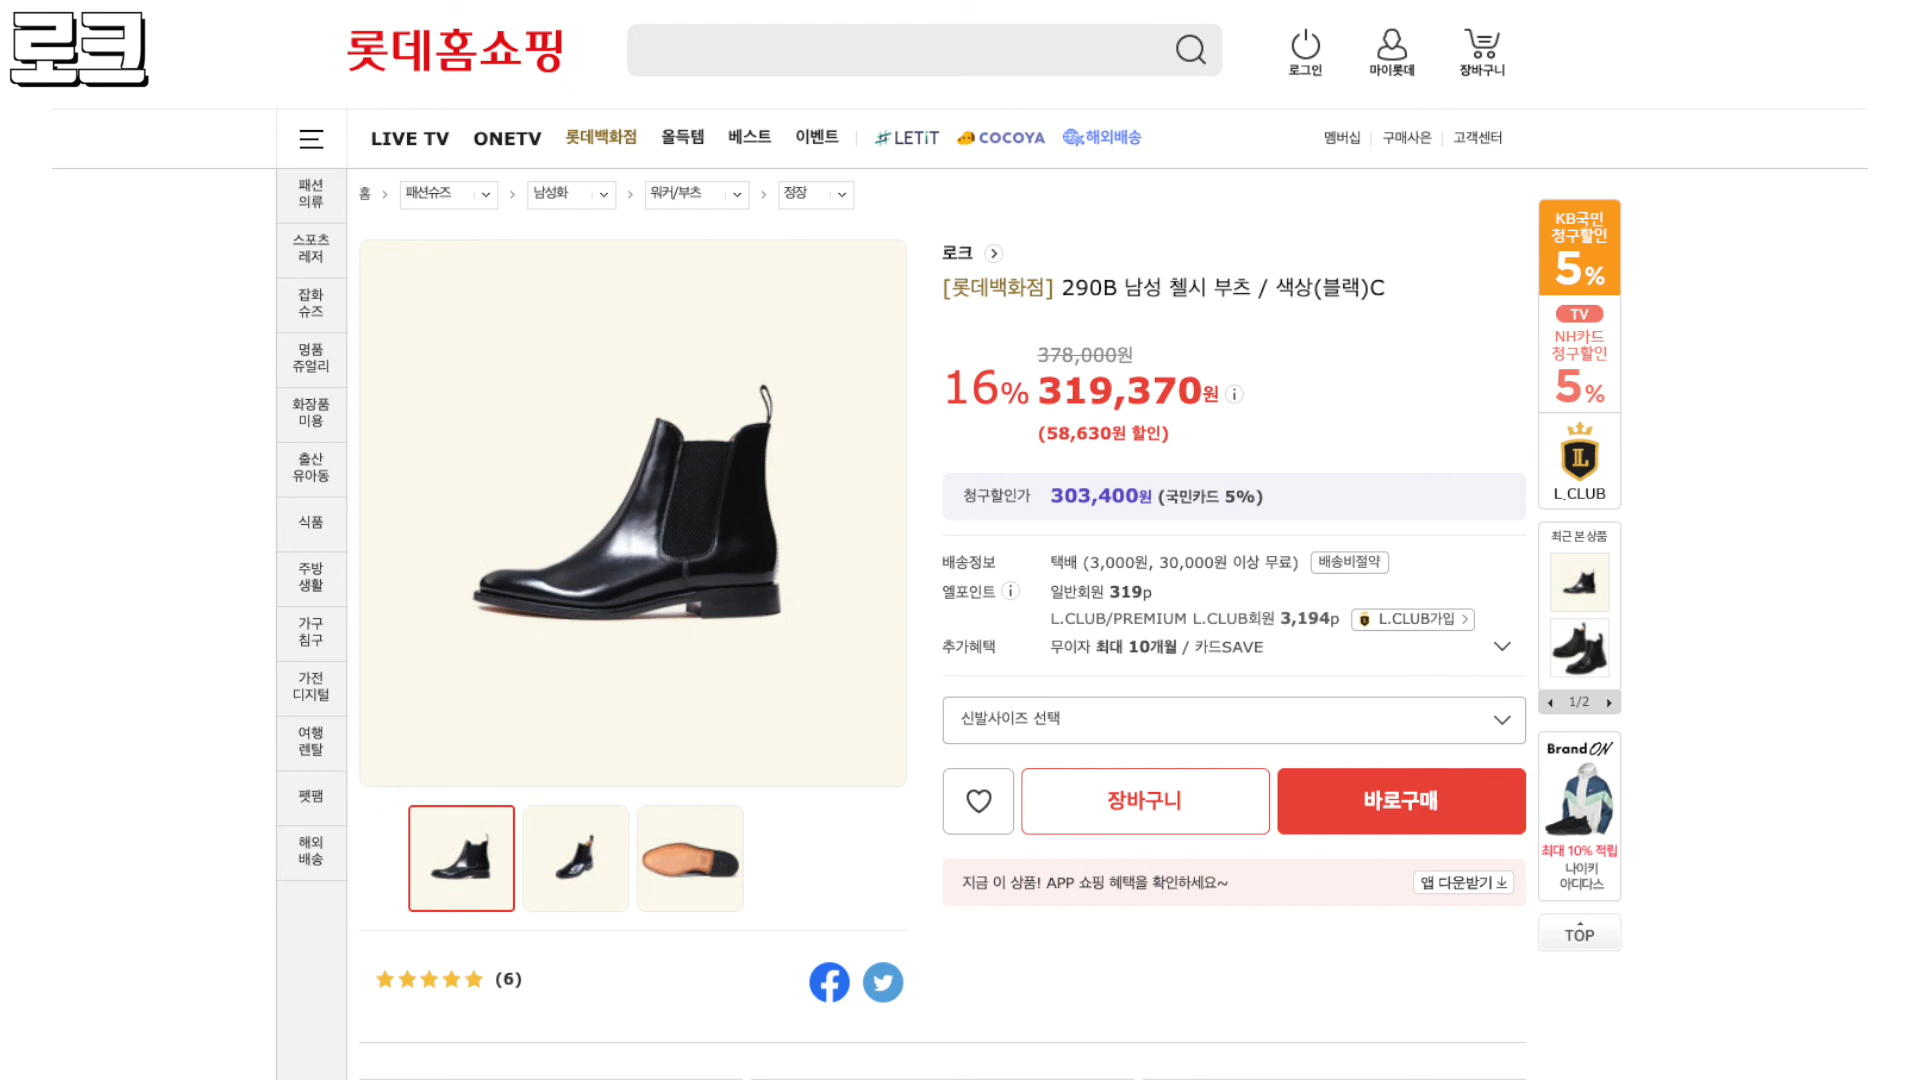 로크
롯데홈쇼핑
로그인
마이롯데
장바구니
LIVE TV
ONETV
롯데백화점
올득템
베스트
이벤트
LETiT
COCOYA
해외배송
멤버십
구매사은
고객센터
패션
의류
스포츠
레저
잡화
슈즈
명품
쥬얼리
화장품
미용
출산
유아동
식품
주방
생활
가구
침구
가전
디지털
여행
렌탈
펫팸
해외
배송
홈
패션슈즈
남성화
워커/부츠
정장
로크
[롯데백화점] 290B 남성 첼시 부츠 / 색상(블랙)C
378,000원
16% 319,370원
(58,630원 할인)
청구할인가 303,400원 (국민카드 5%)
배송정보 택배 (3,000원, 30,000원 이상 무료) 배송비절약
엘포인트 일반회원 319p
L.CLUB/PREMIUM L.CLUB회원 3,194p L.CLUB가입
추가혜택 무이자 최대 10개월 / 카드SAVE
신발사이즈 선택
장바구니
바로구매
지금 이 상품! APP 쇼핑 혜택을 확인하세요~ 앱 다운받기
(6)
KB국민
청구할인
5%
TV
NH카드
청구할인
5%
L.CLUB
최근 본 상품
1/2
Brand ON
최대 10% 적립
나이키
아디다스
TOP